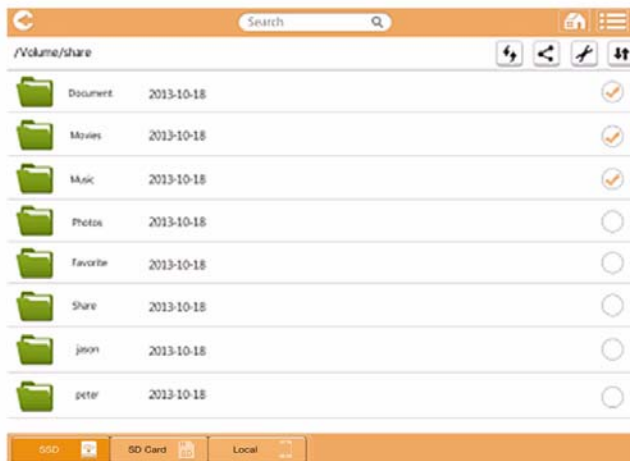 Search
/Volume/share
Document 2013-10-18
Movies 2013-10-18
Music 2013-10-18
Photos 2013-10-18
Favorite 2013-10-18
Share 2013-10-18
jason 2013-10-18
peter 2013-10-18
SSD SD Card Local